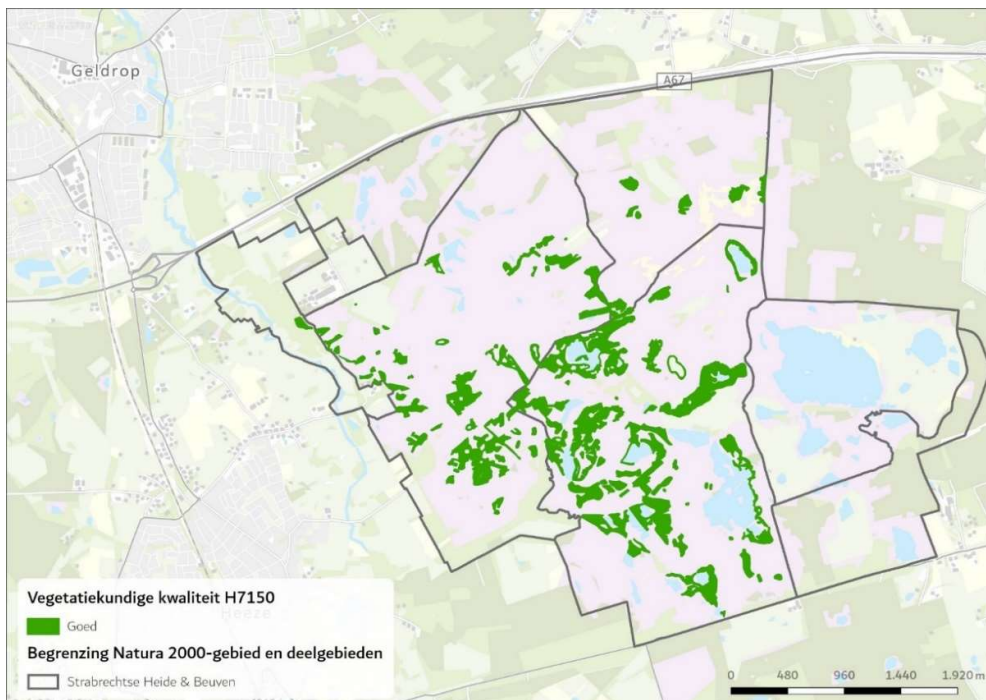 Geldrop
A67
Heeze
Vegetatiekundige kwaliteit H7150
Goed
Begrenzing Natura 2000-gebied en deelgebieden
Strabrechtse Heide & Beuven
0 480 960 1.440 1.920 m